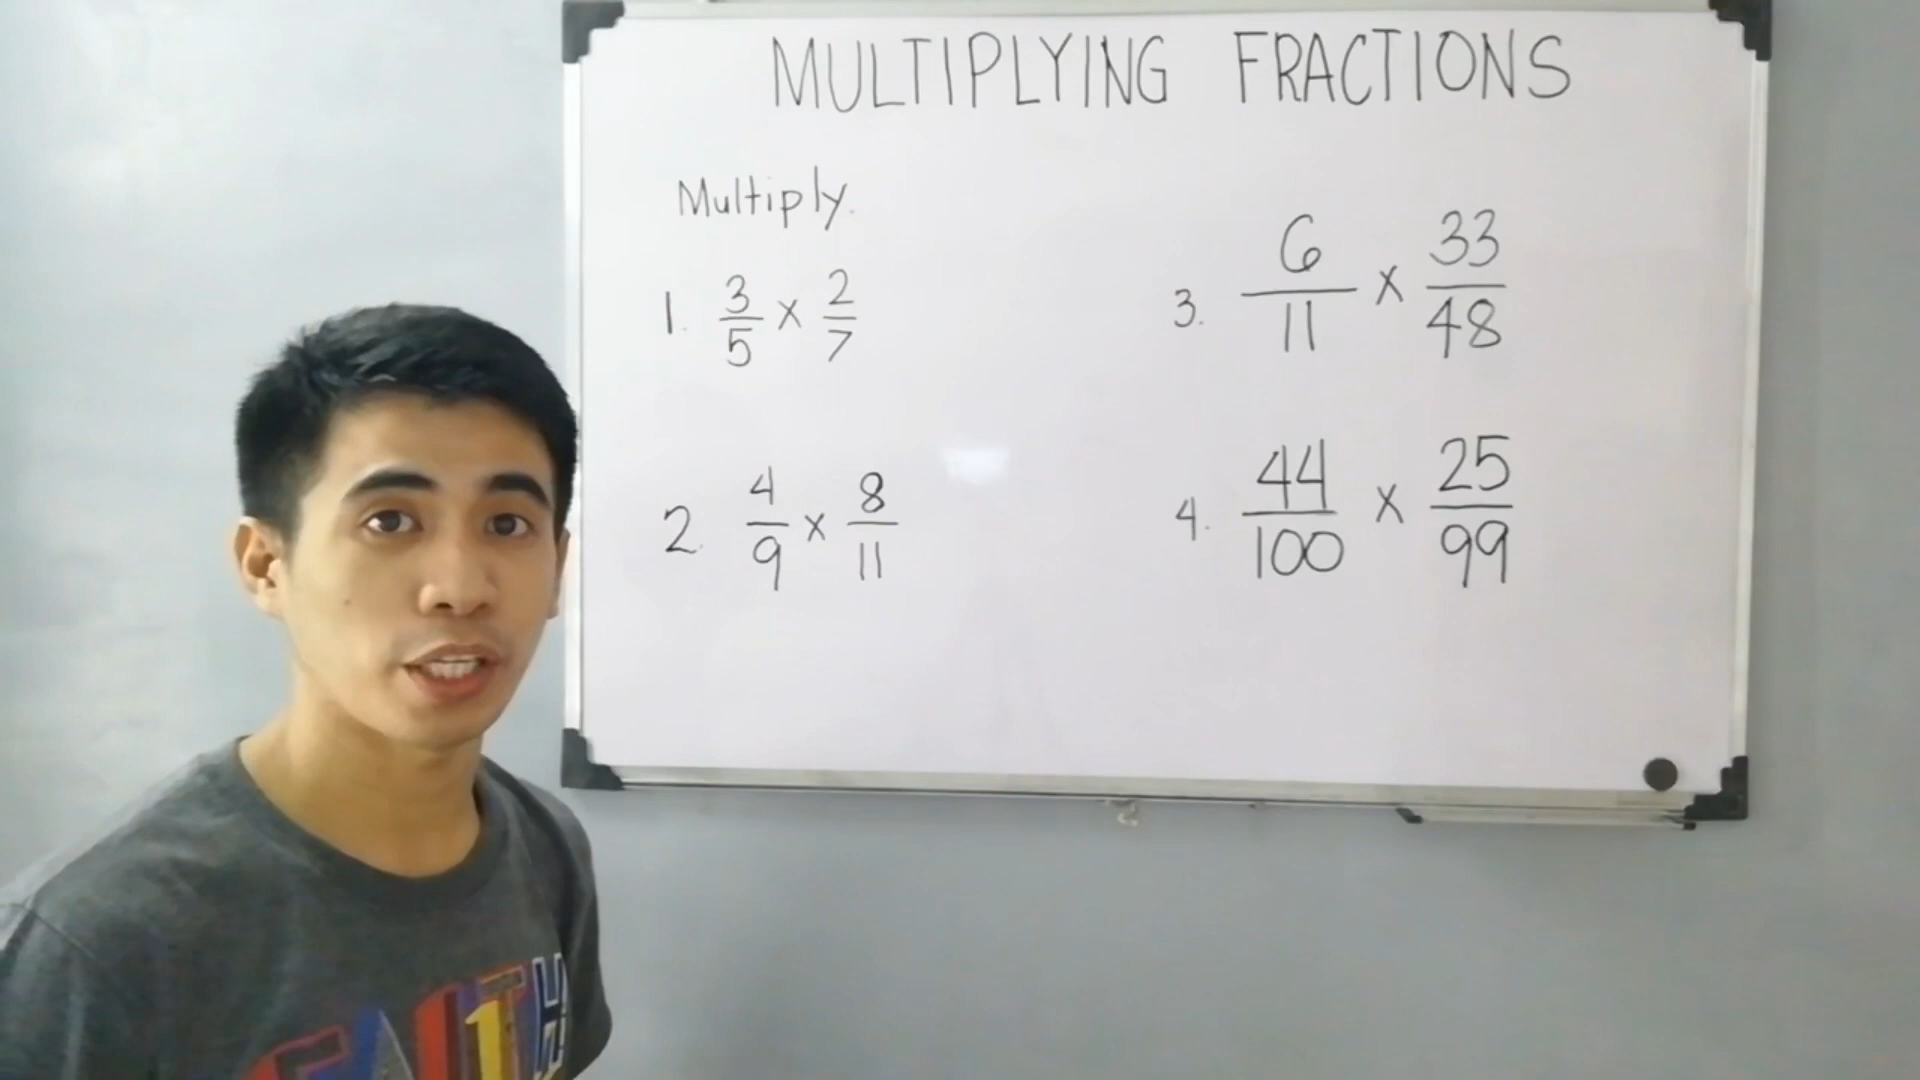 MULTIPLYING FRACTIONS
Multiply.
1. 3/5 x 2/7
2. 4/9 x 8/11
3. 6/11 x 33/48
4. 44/100 x 25/99
FAITH